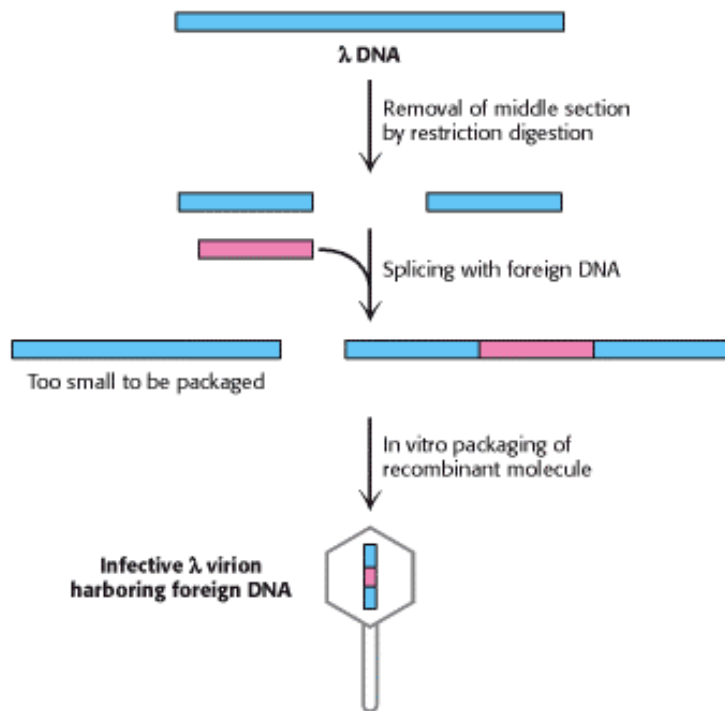 λ DNA
Removal of middle section
by restriction digestion
Splicing with foreign DNA
Too small to be packaged
In vitro packaging of
recombinant molecule
Infective λ virion
harboring foreign DNA